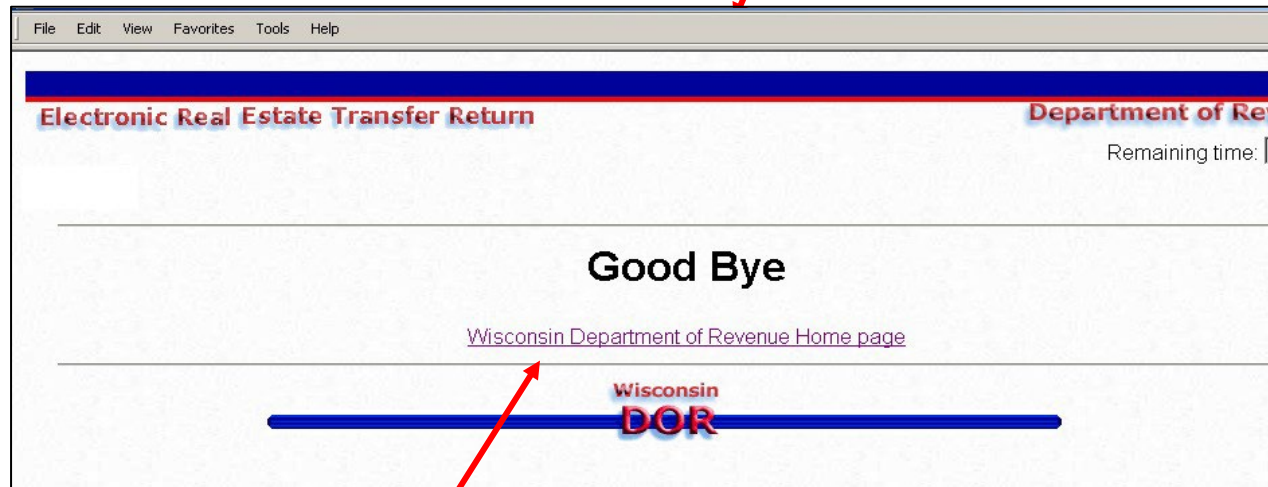 File Edit View Favorites Tools Help
Electronic Real Estate Transfer Return
Department of Re
Remaining time:
Good Bye
Wisconsin Department of Revenue Home page
Wisconsin
DOR